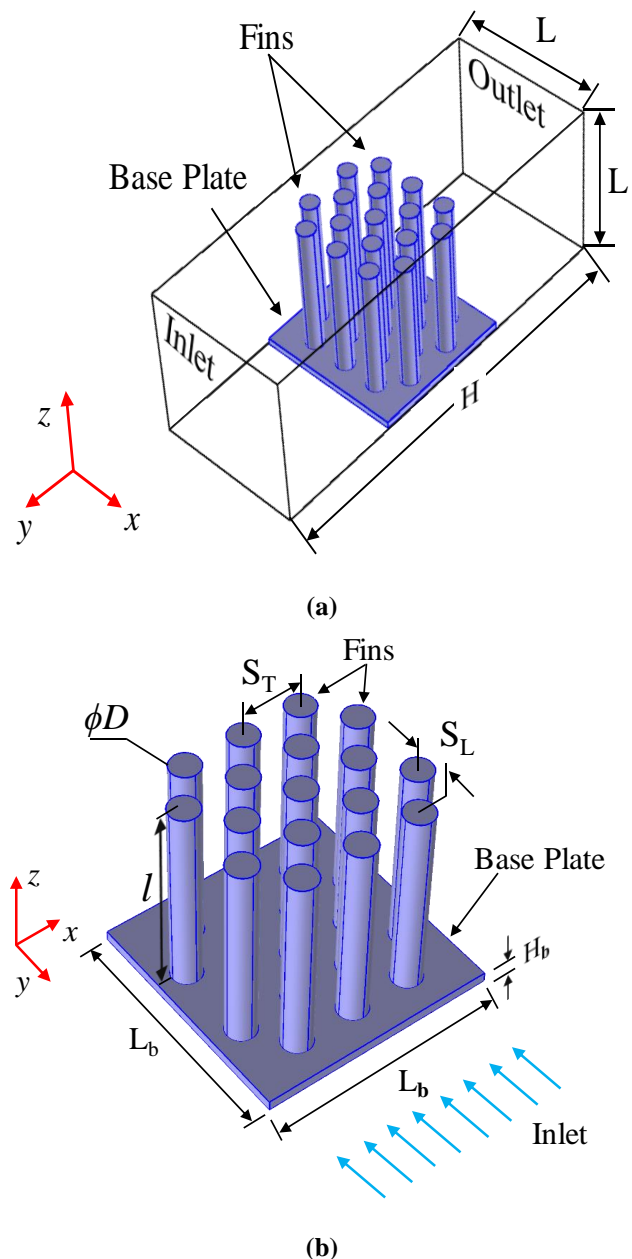 Fins
L
Outlet
Base Plate
L
Inlet
H
z
y
x
(a)
Fins
S_T
ϕD
S_L
Base Plate
z
l
x
H_b
y
L_b
L_b
Inlet
(b)